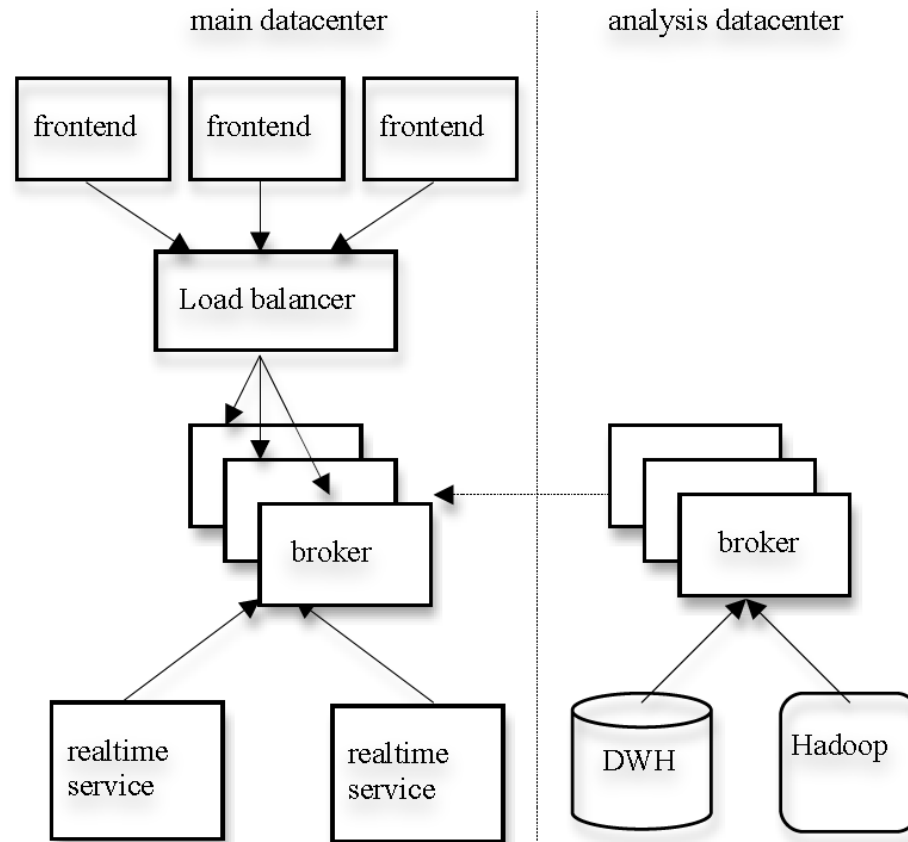 main datacenter
analysis datacenter
frontend
frontend
frontend
Load balancer
broker
broker
realtime
service
realtime
service
DWH
Hadoop